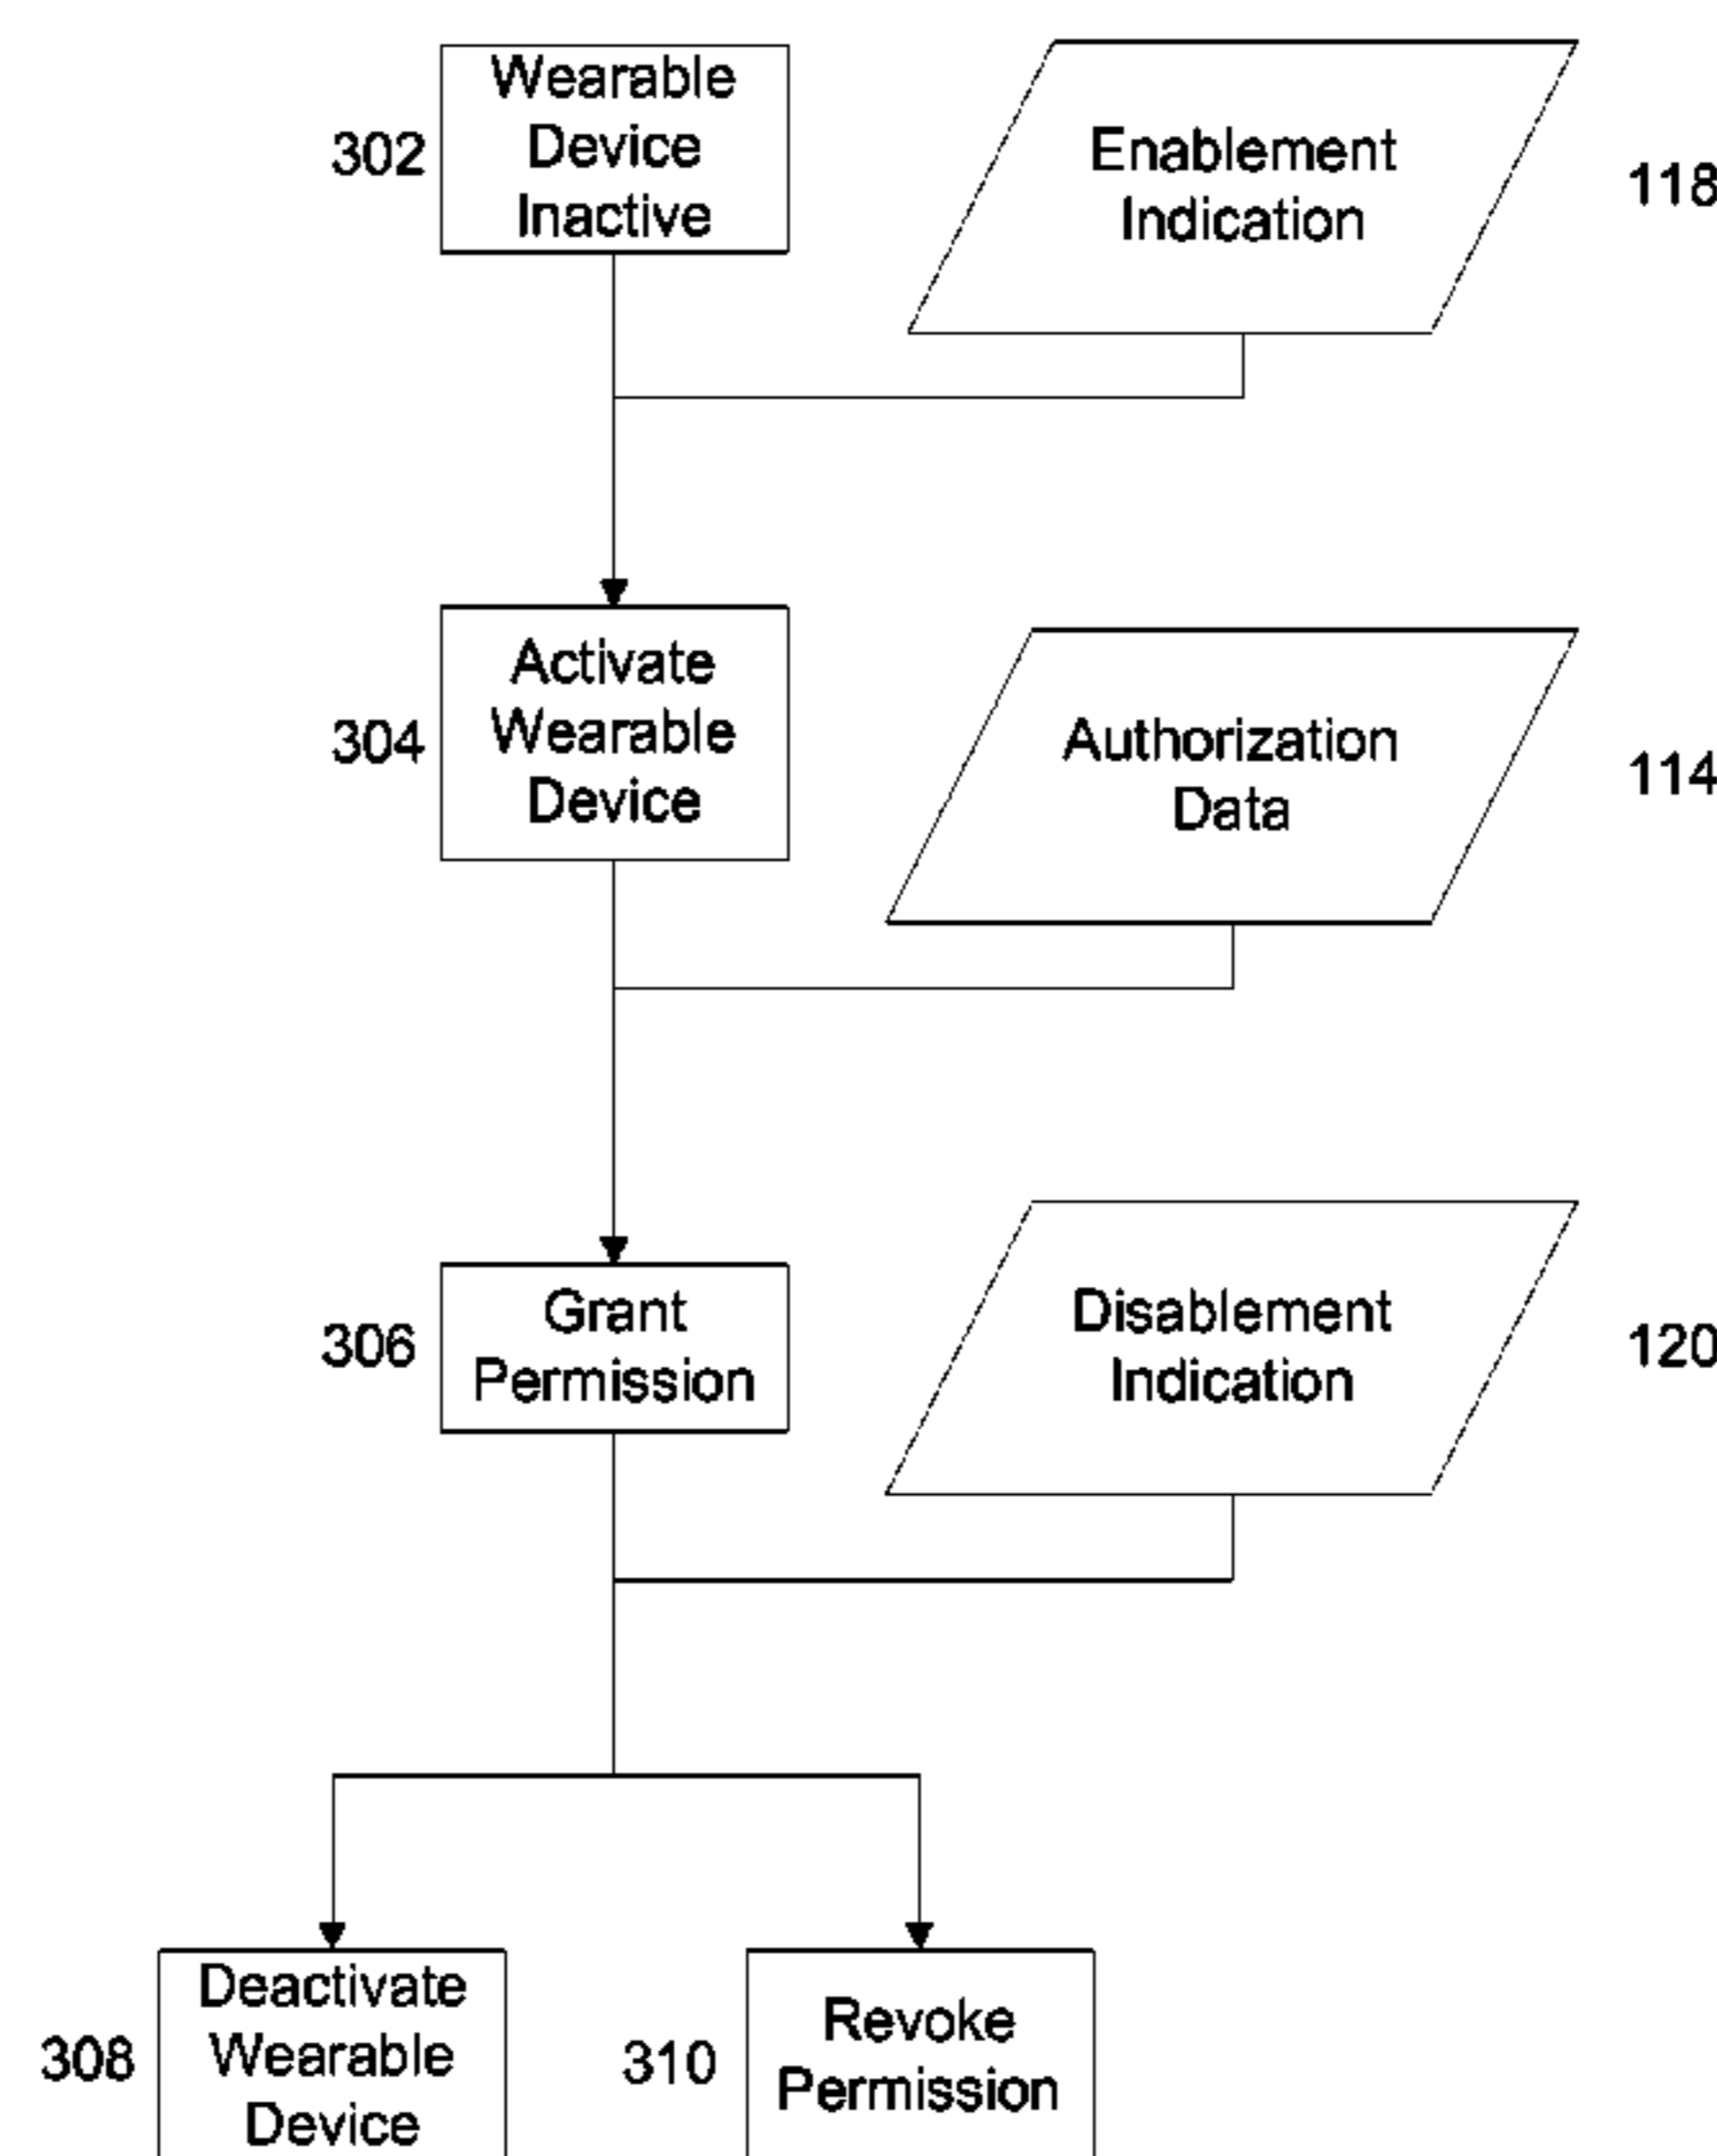 Wearable
Device
Inactive
302
Enablement
Indication
118
Activate
Wearable
Device
304
Authorization
Data
114
Grant
Permission
306
Disablement
Indication
120
Deactivate
Wearable
Device
308
Revoke
Permission
310